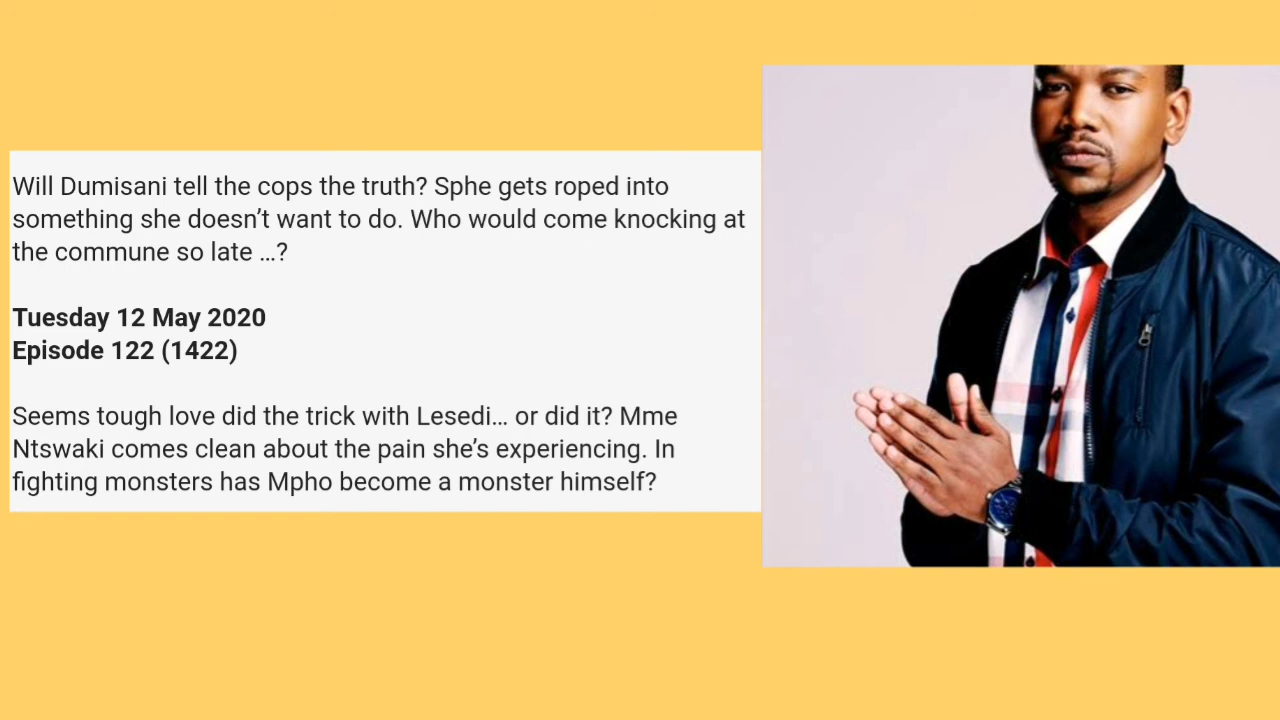 Will Dumisani tell the cops the truth? Sphe gets roped into
something she doesn’t want to do. Who would come knocking at
the commune so late …?
Tuesday 12 May 2020
Episode 122 (1422)
Seems tough love did the trick with Lesedi… or did it? Mme
Ntswaki comes clean about the pain she’s experiencing. In
fighting monsters has Mpho become a monster himself?